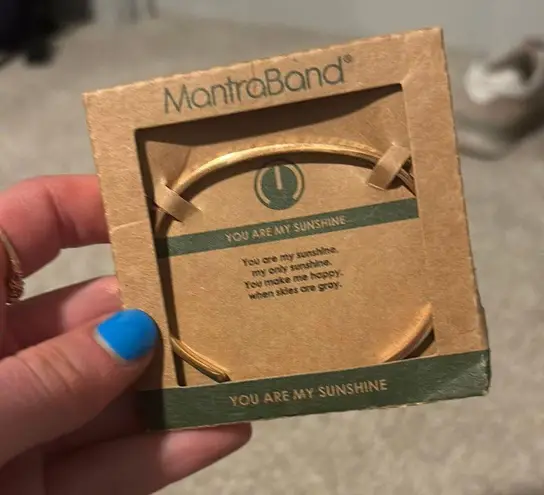 MantraBand®
YOU ARE MY SUNSHINE
You are my sunshine.
my only sunshine.
You make me happy.
when skies are gray.
YOU ARE MY SUNSHINE